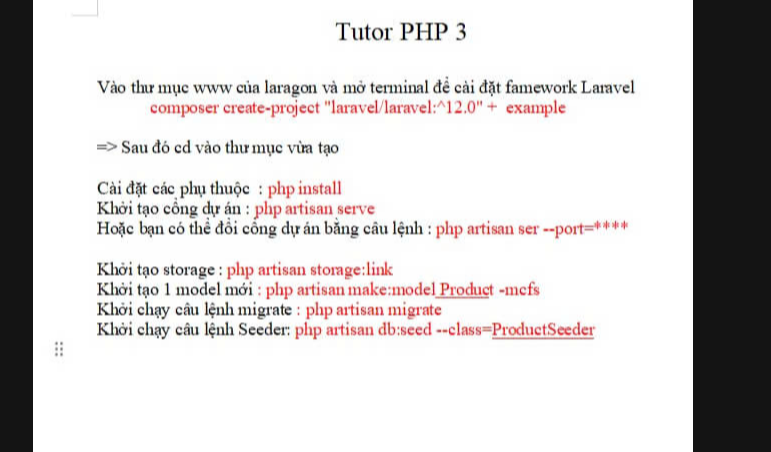 Tutor PHP 3
Vào thư mục www của laragon và mở terminal để cài đặt famework Laravel
composer create-project "laravel/laravel:^12.0" + example
=> Sau đó cd vào thư mục vừa tạo
Cài đặt các phụ thuộc : php install
Khởi tạo cổng dự án : php artisan serve
Hoặc bạn có thể đổi cổng dự án bằng câu lệnh : php artisan ser --port=****
Khởi tạo storage : php artisan storage:link
Khởi tạo 1 model mới : php artisan make:model Product -mcfs
Khởi chạy câu lệnh migrate : php artisan migrate
Khởi chạy câu lệnh Seeder: php artisan db:seed --class=ProductSeeder